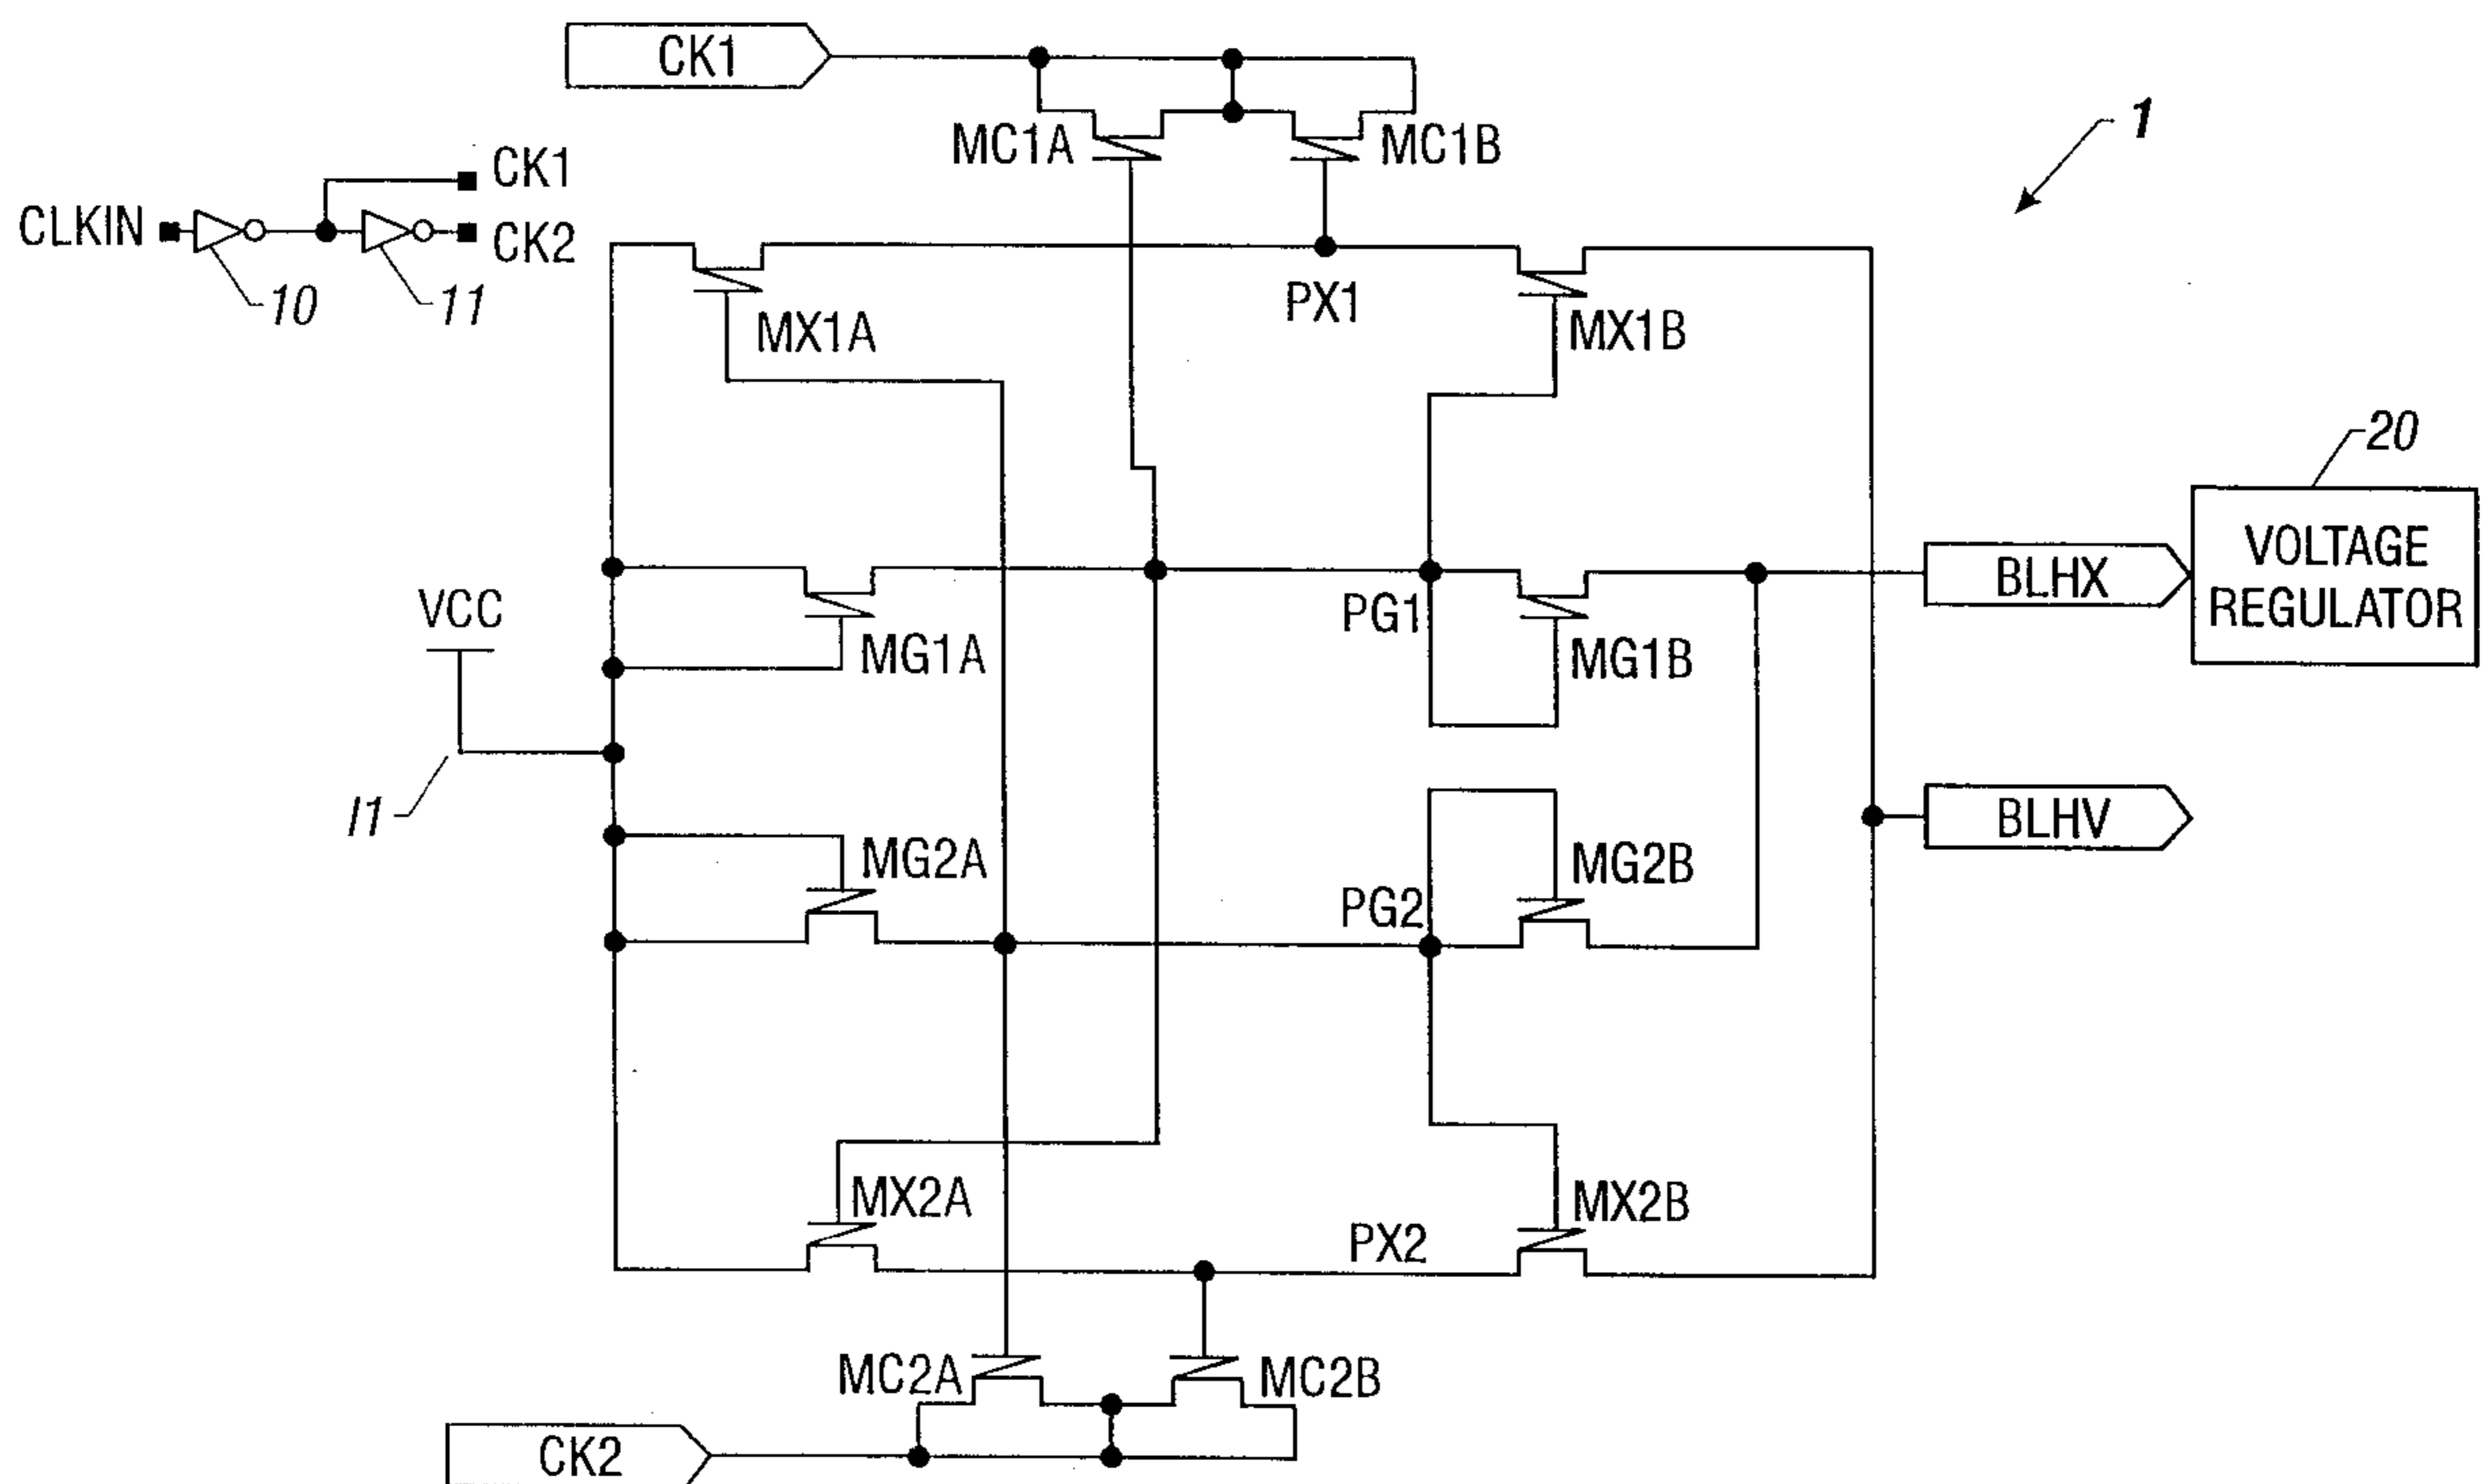 CK1
1
MC1A
MC1B
CK1
CLKIN
CK2
10
11
PX1
MX1A
MX1B
20
VOLTAGE
REGULATOR
BLHX
VCC
PG1
MG1A
MG1B
I1
BLHV
MG2A
MG2B
PG2
MX2A
MX2B
PX2
MC2A
MC2B
CK2